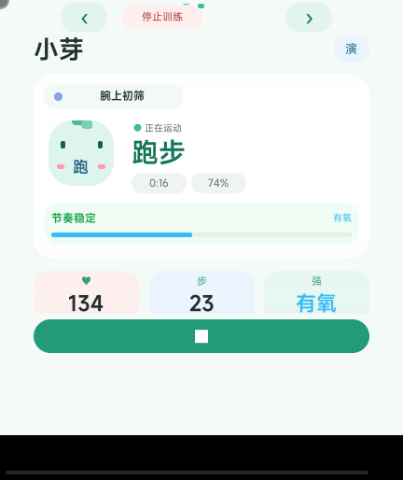 ‹ 停止训练 ›
小芽
演
腕上初筛
正在运动
跑
跑步
0:16 74%
节奏稳定 有氧
♥ 步 强
134 23 有氧